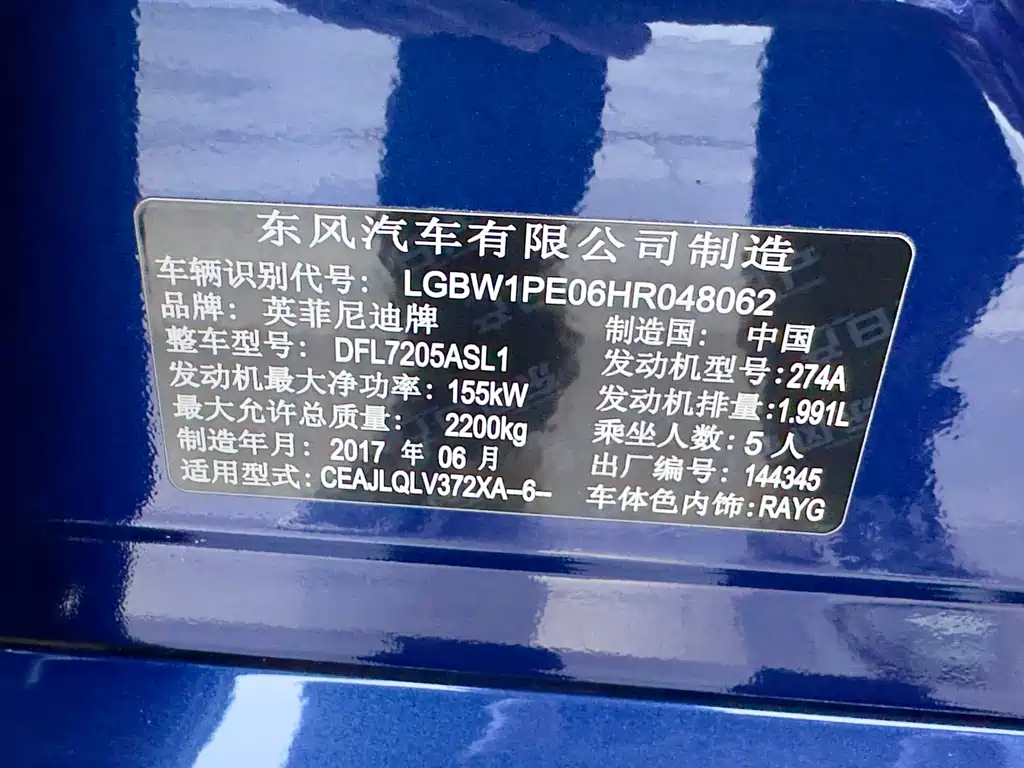 东风汽车有限公司制造
车辆识别代号： LGBW1PE06HR048062
品牌： 英菲尼迪牌 制造国： 中国
整车型号： DFL7205ASL1 发动机型号:274A
发动机最大净功率: 155kW 发动机排量:1.991L
最大允许总质量: 2200kg 乘坐人数: 5 人
制造年月: 2017 年 06 月 出厂编号: 144345
适用型式: CEAJLQLV372XA-6- 车体色内饰:RAYG